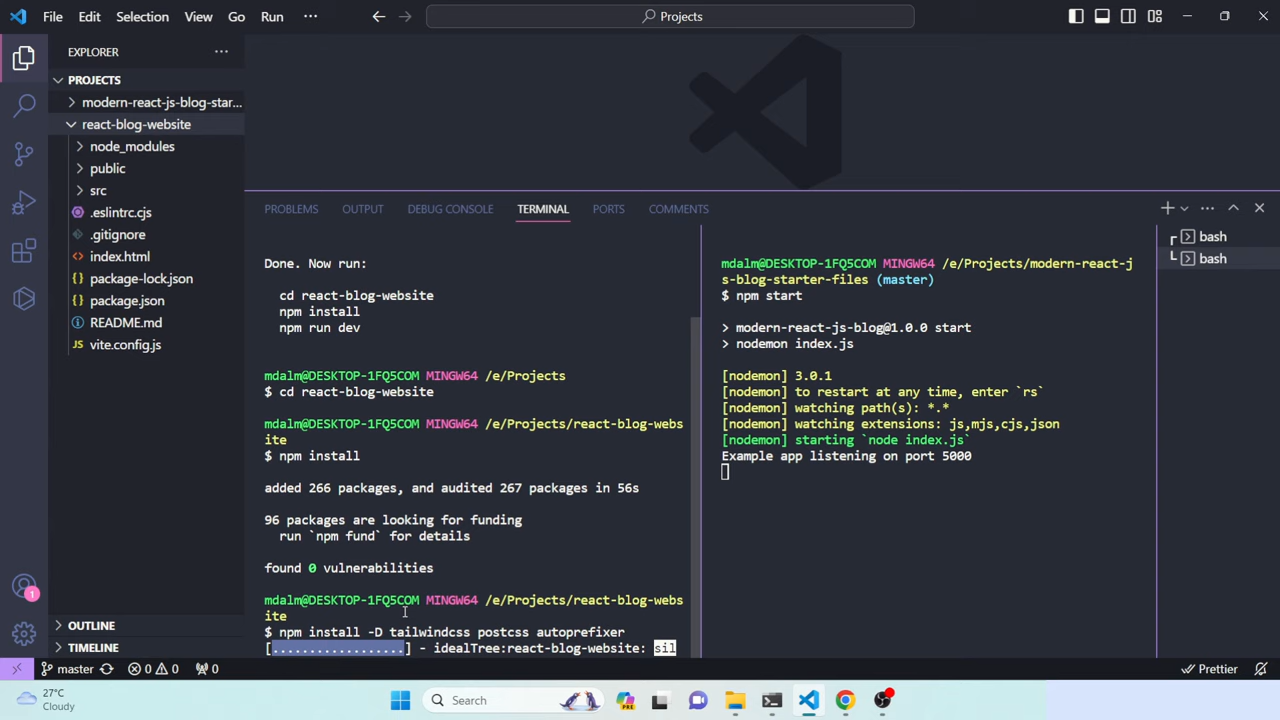 File Edit Selection View Go Run ··· Projects
EXPLORER ···
PROJECTS
modern-react-js-blog-star...
react-blog-website
node_modules
public
src
.eslintrc.cjs
.gitignore
index.html
package-lock.json
package.json
README.md
JS vite.config.js
OUTLINE
TIMELINE
1
PROBLEMS OUTPUT DEBUG CONSOLE TERMINAL PORTS COMMENTS
Done. Now run:
cd react-blog-website
npm install
npm run dev
mdalm@DESKTOP-1FQ5COM MINGW64 /e/Projects
$ cd react-blog-website
mdalm@DESKTOP-1FQ5COM MINGW64 /e/Projects/react-blog-webs
ite
$ npm install
added 266 packages, and audited 267 packages in 56s
96 packages are looking for funding
run `npm fund` for details
found 0 vulnerabilities
mdalm@DESKTOP-1FQ5COM MINGW64 /e/Projects/react-blog-webs
ite
$ npm install -D tailwindcss postcss autoprefixer
[..................] - idealTree:react-blog-website: sil
mdalm@DESKTOP-1FQ5COM MINGW64 /e/Projects/modern-react-j
s-blog-starter-files (master)
$ npm start
> modern-react-js-blog@1.0.0 start
> nodemon index.js
[nodemon] 3.0.1
[nodemon] to restart at any time, enter `rs`
[nodemon] watching path(s): *.*
[nodemon] watching extensions: js,mjs,cjs,json
[nodemon] starting `node index.js`
Example app listening on port 5000
bash
bash
master 0 0 0 Prettier
27°C
Cloudy
Search
PRE